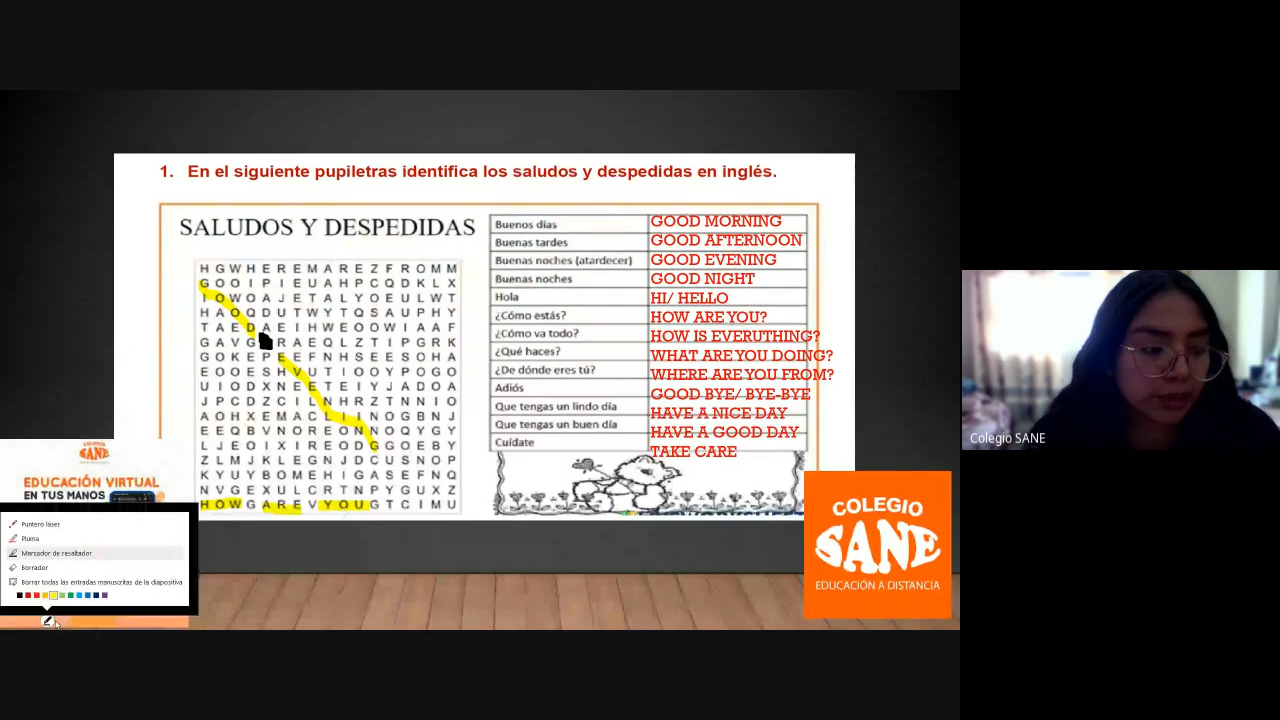 1. En el siguiente pupiletras identifica los saludos y despedidas en inglés.
SALUDOS Y DESPEDIDAS
H G W H E R E M A R E Z F R O M M
G O O I P I E U A H P C Q D K L X
I O W O A J E T A L Y O E U L W T
H A O Q D U T W Y T Q S A U P H Y
T A E D A E I H W E O O W I A A F
G A V G R A E Q L Z T I P G R K
G O K E P E E F N H S E E S O H A
E O O E S H V U T I O O Y P O G O
U I O D X N E E T E I Y J A D O A
J P C D Z C I L N H R Z T N N I O
A O H X E M A C L I I N O G B N J
E E Q B V N O R E O N N O Q Y G Y
L J E O I X I R E O D G G O E B Y
Z L M J K L E G N J D C U S N O P
K Y U Y B O M E H I G A S E F N Q
N V G E X U L C R T N P Y G U X Z
H O W G A R E V Y O U G T C I M U
Buenos días GOOD MORNING
Buenas tardes GOOD AFTERNOON
Buenas noches (atardecer) GOOD EVENING
Buenas noches GOOD NIGHT
Hola HI/ HELLO
¿Cómo estás? HOW ARE YOU?
¿Cómo va todo? HOW IS EVERUTHING?
¿Qué haces? WHAT ARE YOU DOING?
¿De dónde eres tú? WHERE ARE YOU FROM?
Adiós GOOD BYE/ BYE-BYE
Que tengas un lindo día HAVE A NICE DAY
Que tengas un buen día HAVE A GOOD DAY
Cuídate TAKE CARE
COLEGIO
SANE
EDUCACIÓN VIRTUAL
EN TUS MANOS
Puntero láser
Pluma
Marcador de resaltador
Borrador
Borrar todas las entradas manuscritas de la diapositiva
COLEGIO
SANE
EDUCACIÓN A DISTANCIA
Colegio SANE